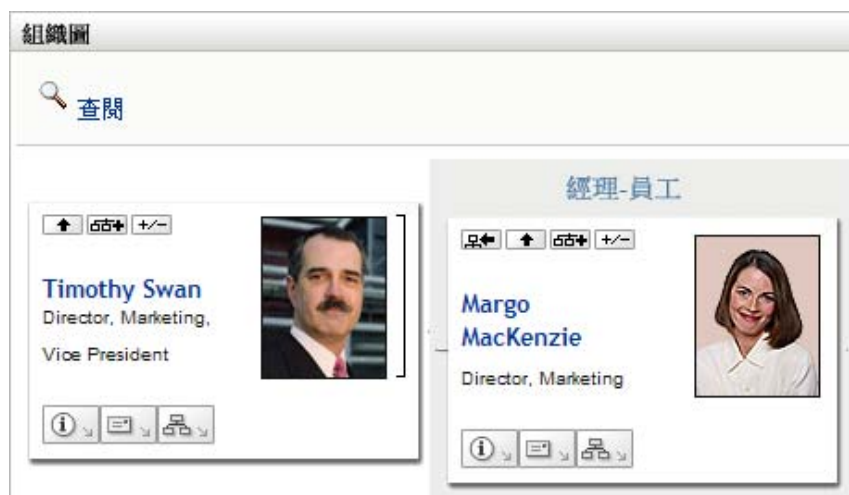 組織圖
查閱
經理-員工
+/-
+/-
Timothy Swan
Director, Marketing,
Vice President
Margo
MacKenzie
Director, Marketing